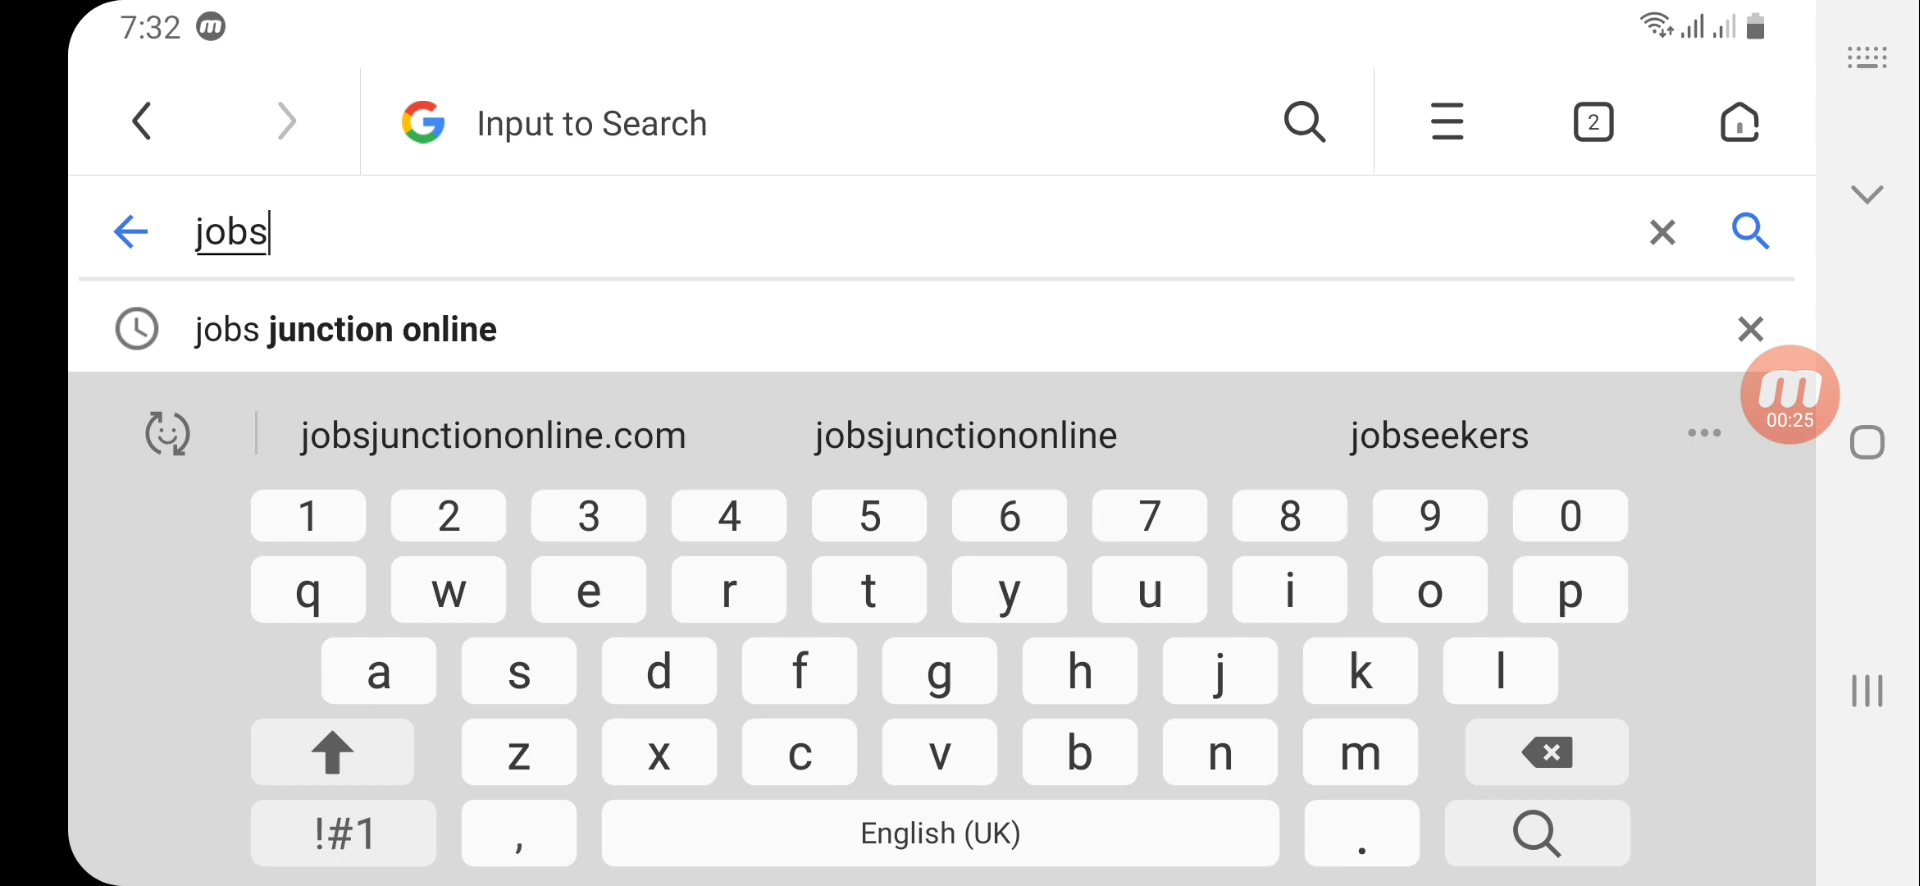 7:32
Input to Search
2
jobs
jobs junction online
00:25
jobsjunctiononline.com jobsjunctiononline jobseekers
1 2 3 4 5 6 7 8 9 0
q w e r t y u i o p
a s d f g h j k l
z x c v b n m
!#1 , English (UK) .